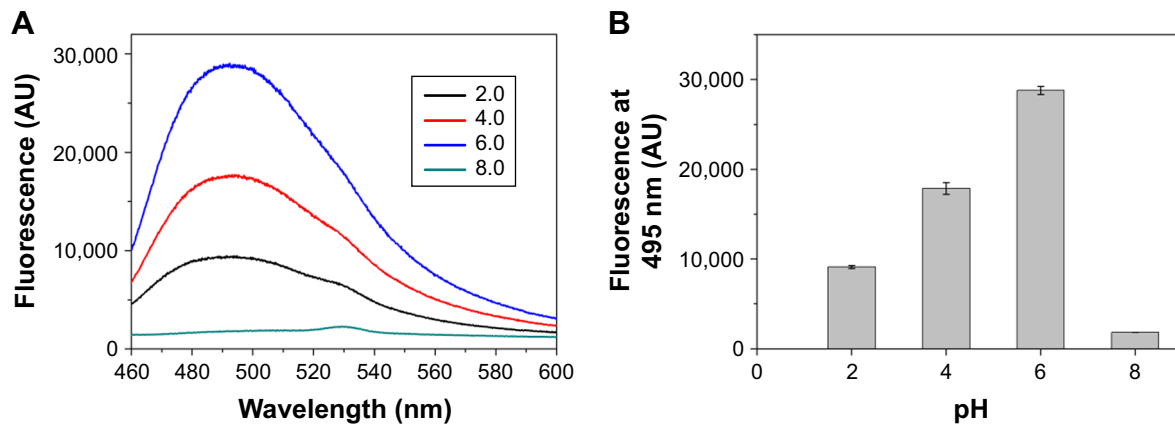 A
Fluorescence (AU)
30,000
20,000
10,000
0
2.0
4.0
6.0
8.0
460 480 500 520 540 560 580 600
Wavelength (nm)
B
Fluorescence at
495 nm (AU)
30,000
20,000
10,000
0
0 2 4 6 8
pH